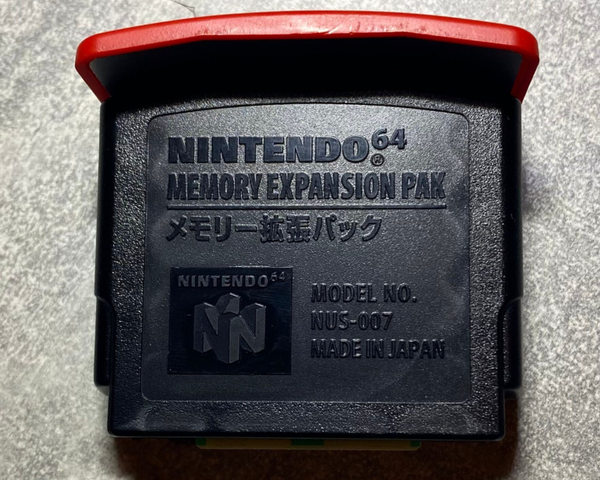 NINTENDO64®
MEMORY EXPANSION PAK
メモリー拡張パック
NINTENDO64
MODEL NO.
NUS-007
MADE IN JAPAN